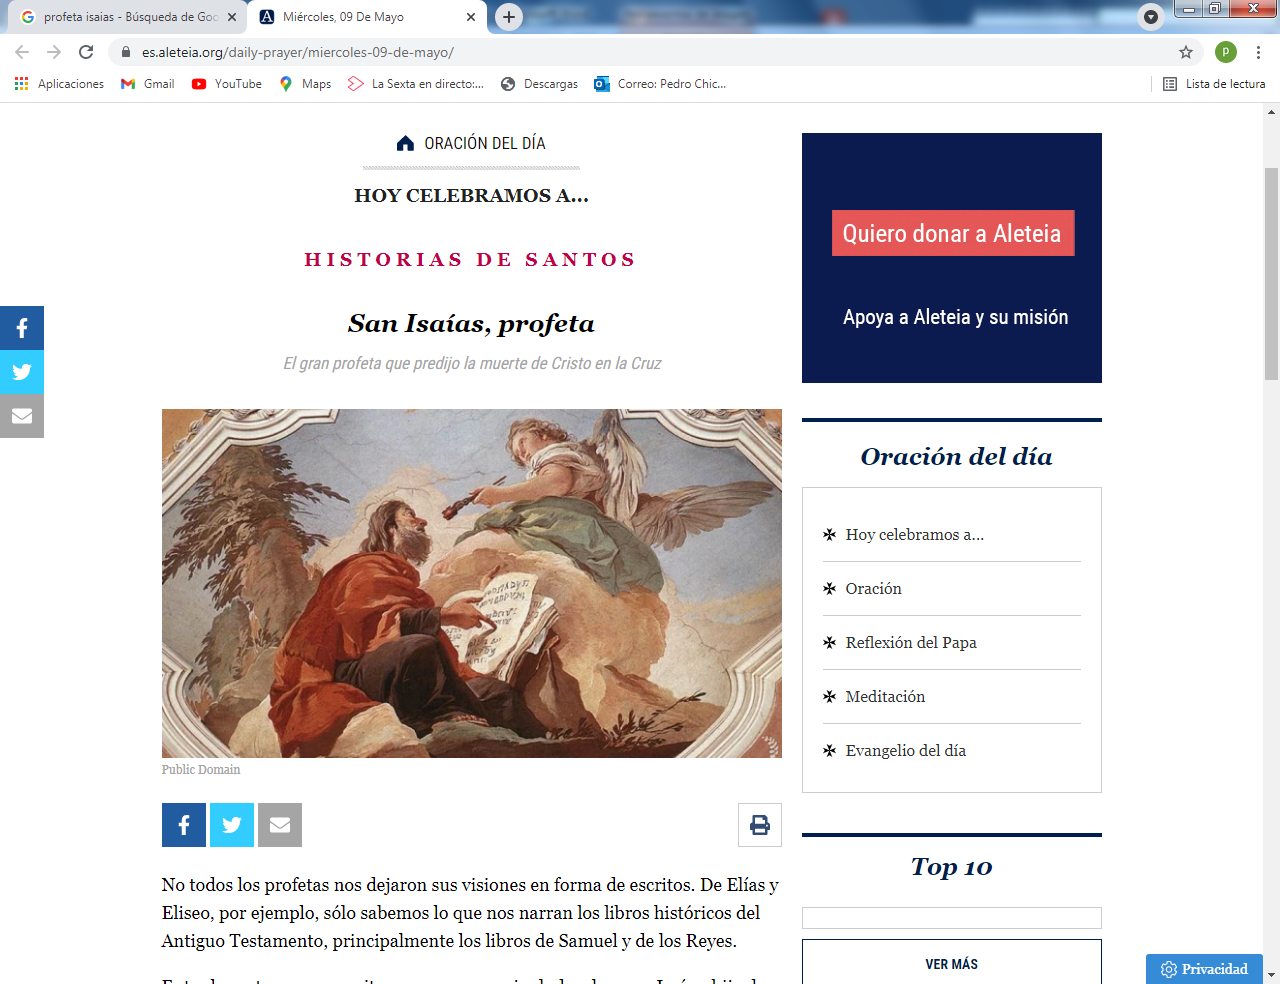 profeta isaias - Búsqueda de Goo
Miércoles, 09 De Mayo
es.aleteia.org/daily-prayer/miercoles-09-de-mayo/
P
Aplicaciones
Gmail
YouTube
Maps
La Sexta en directo:...
Descargas
Correo: Pedro Chic...
Lista de lectura
ORACIÓN DEL DÍA
HOY CELEBRAMOS A...
HISTORIAS DE SANTOS
San Isaías, profeta
El gran profeta que predijo la muerte de Cristo en la Cruz
Public Domain
No todos los profetas nos dejaron sus visiones en forma de escritos. De Elías y
Eliseo, por ejemplo, sólo sabemos lo que nos narran los libros históricos del
Antiguo Testamento, principalmente los libros de Samuel y de los Reyes.
Quiero donar a Aleteia
Apoya a Aleteia y su misión
Oración del día
Hoy celebramos a...
Oración
Reflexión del Papa
Meditación
Evangelio del día
Top 10
VER MÁS
Privacidad